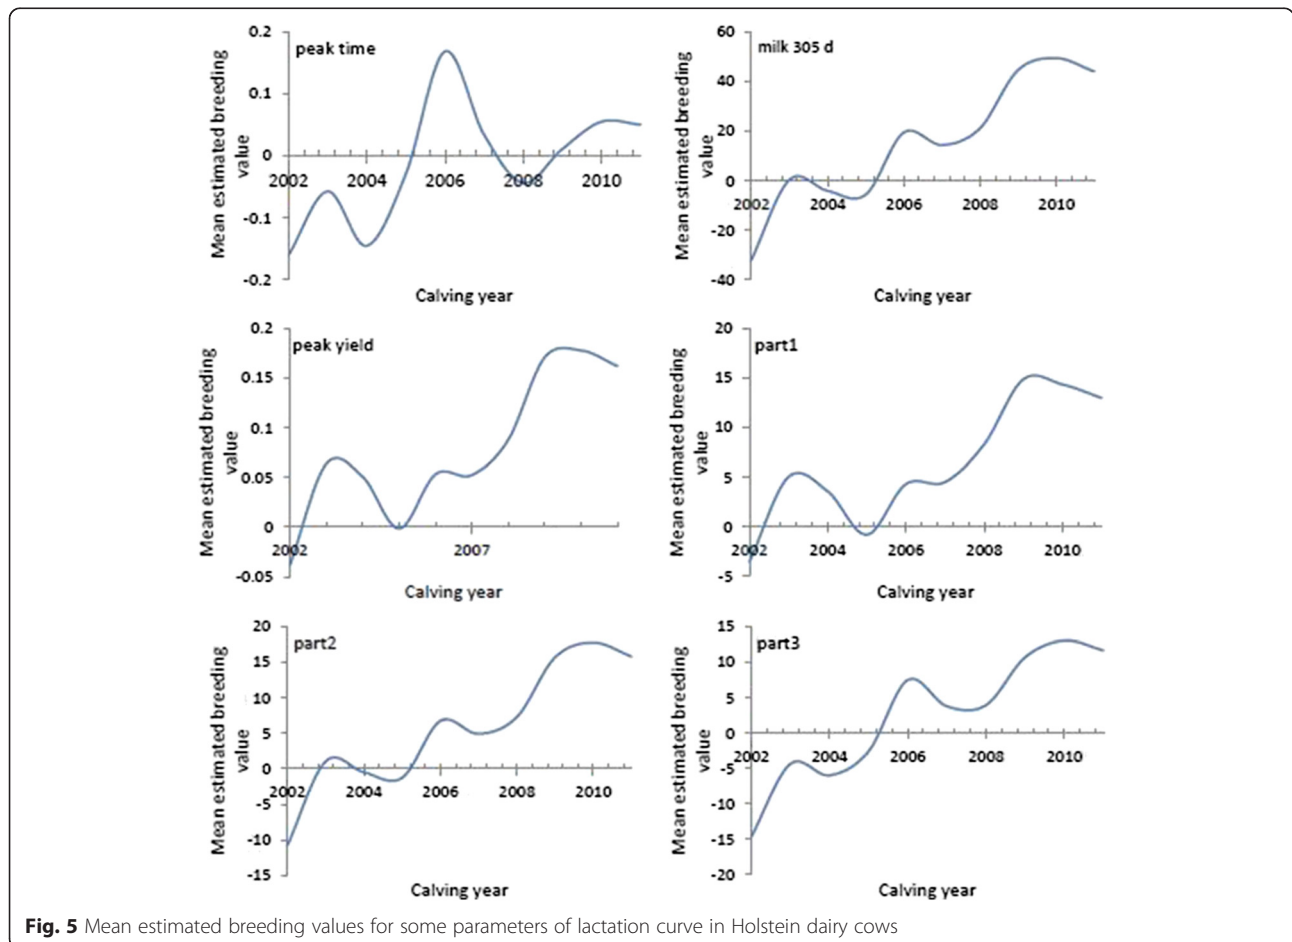 peak time
Mean estimated breeding
value
0.2
0.1
0
-0.1
-0.2
2002 2004 2006 2008 2010
Calving year
milk 305 d
Mean estimated breeding
value
60
40
20
0
-20
-40
2002 2004 2006 2008 2010
Calving year
peak yield
Mean estimated breeding
value
0.2
0.15
0.1
0.05
0
-0.05
2002 2007
Calving year
part1
Mean estimated breeding
value
20
15
10
5
0
-5
2002 2004 2006 2008 2010
Calving year
part2
Mean estimated breeding
value
20
15
10
5
0
-5
-10
-15
2002 2004 2006 2008 2010
Calving year
part3
Mean estimated breeding
value
15
10
5
0
-5
-10
-15
-20
2002 2004 2006 2008 2010
Calving year
Fig. 5 Mean estimated breeding values for some parameters of lactation curve in Holstein dairy cows